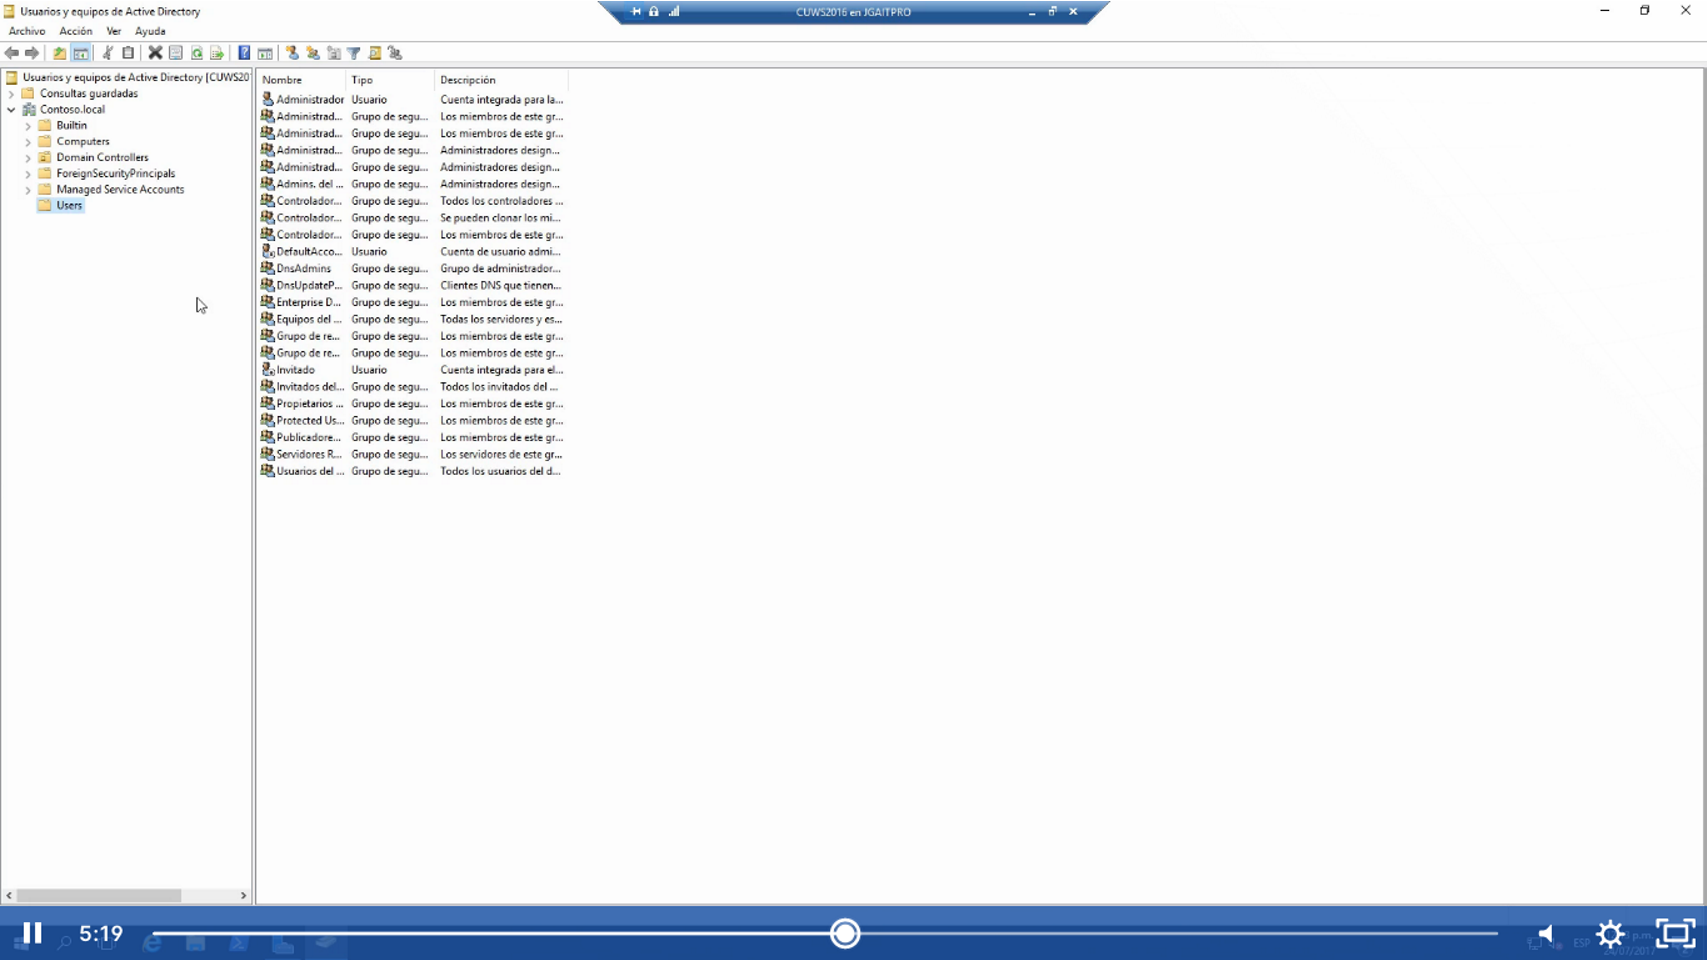 Usuarios y equipos de Active Directory
CUWS2016 en JGAITPRO
Archivo Acción Ver Ayuda
Usuarios y equipos de Active Directory [CUWS20
Consultas guardadas
Contoso.local
Builtin
Computers
Domain Controllers
ForeignSecurityPrincipals
Managed Service Accounts
Users
Nombre Tipo Descripción
Administrador Usuario Cuenta integrada para la...
Administrad... Grupo de segu... Los miembros de este gr...
Administrad... Grupo de segu... Los miembros de este gr...
Administrad... Grupo de segu... Administradores design...
Administrad... Grupo de segu... Administradores design...
Admins. del ... Grupo de segu... Administradores design...
Controlador... Grupo de segu... Todos los controladores ...
Controlador... Grupo de segu... Se pueden clonar los mi...
Controlador... Grupo de segu... Los miembros de este gr...
DefaultAcco... Usuario Cuenta de usuario admi...
DnsAdmins Grupo de segu... Grupo de administrador...
DnsUpdateP... Grupo de segu... Clientes DNS que tienen...
Enterprise D... Grupo de segu... Los miembros de este gr...
Equipos del ... Grupo de segu... Todas los servidores y es...
Grupo de re... Grupo de segu... Los miembros de este gr...
Grupo de re... Grupo de segu... Los miembros de este gr...
Invitado Usuario Cuenta integrada para el...
Invitados del... Grupo de segu... Todos los invitados del ...
Propietarios ... Grupo de segu... Los miembros de este gr...
Protected Us... Grupo de segu... Los miembros de este gr...
Publicadore... Grupo de segu... Los miembros de este gr...
Servidores R... Grupo de segu... Los servidores de este gr...
Usuarios del ... Grupo de segu... Todos los usuarios del d...
5:19
ESP
24/07/2017